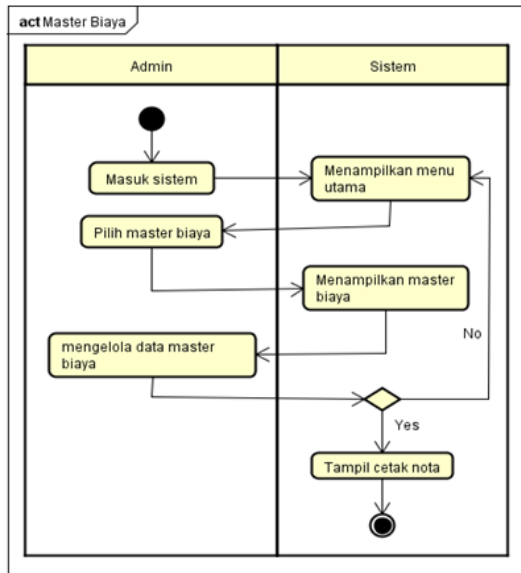 act Master Biaya
Admin
Sistem
Masuk sistem
Menampilkan menu
utama
Pilih master biaya
Menampilkan master
biaya
mengelola data master
biaya
No
Yes
Tampil cetak nota